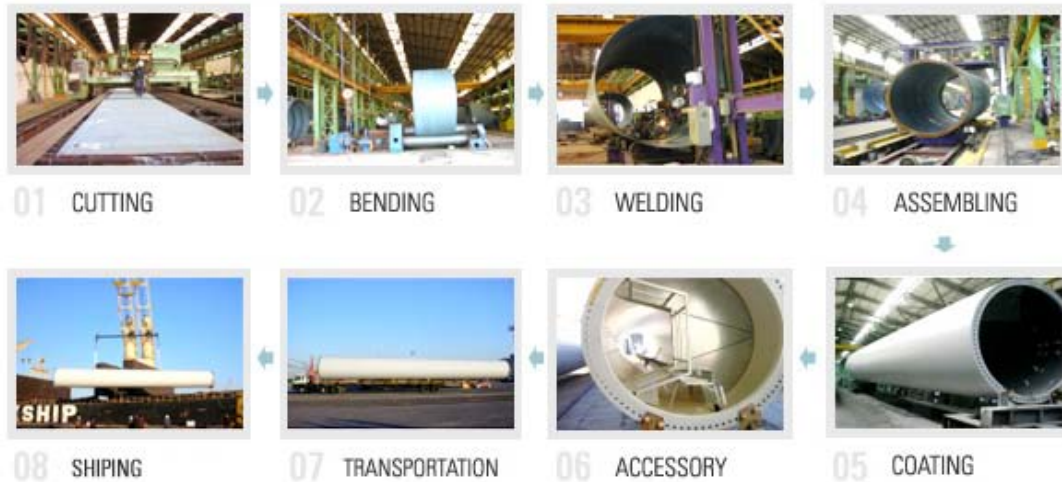 01 CUTTING
02 BENDING
03 WELDING
04 ASSEMBLING
SHIP
08 SHIPING
07 TRANSPORTATION
06 ACCESSORY
05 COATING